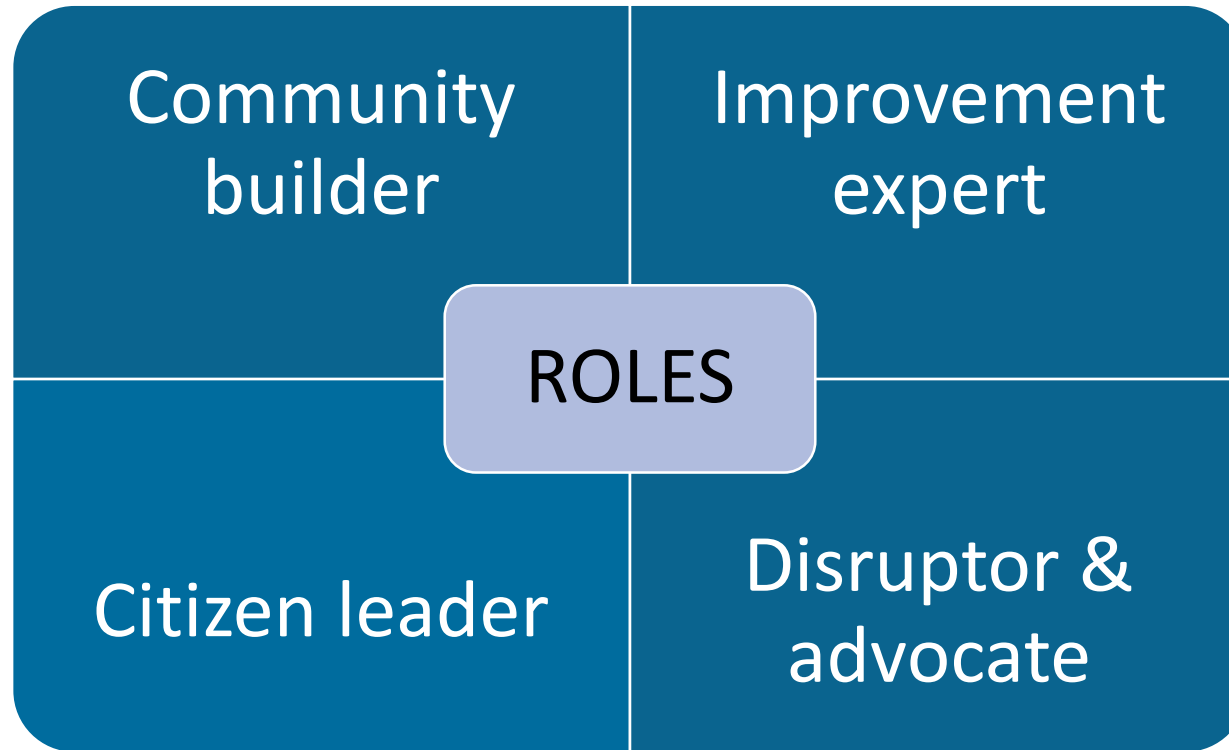 Community
builder
Improvement
expert
ROLES
Citizen leader
Disruptor &
advocate